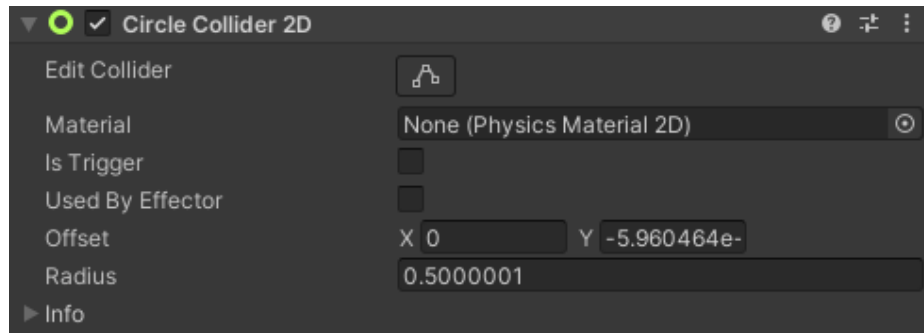 Circle Collider 2D
Edit Collider
Material None (Physics Material 2D)
Is Trigger
Used By Effector
Offset X 0 Y -5.960464e-
Radius 0.5000001
Info